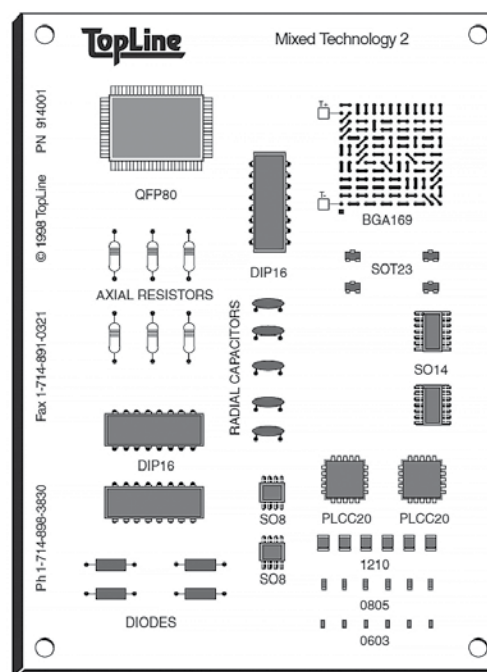 TopLine
Mixed Technology 2
PN 914001
© 1998 TopLine
Fax 1-714-891-0321
Ph 1-714-898-3830
QFP80
T+
T-
BGA169
DIP16
SOT23
AXIAL RESISTORS
RADIAL CAPACITORS
SO14
DIP16
SO8
PLCC20
PLCC20
SO8
1210
0805
0603
DIODES